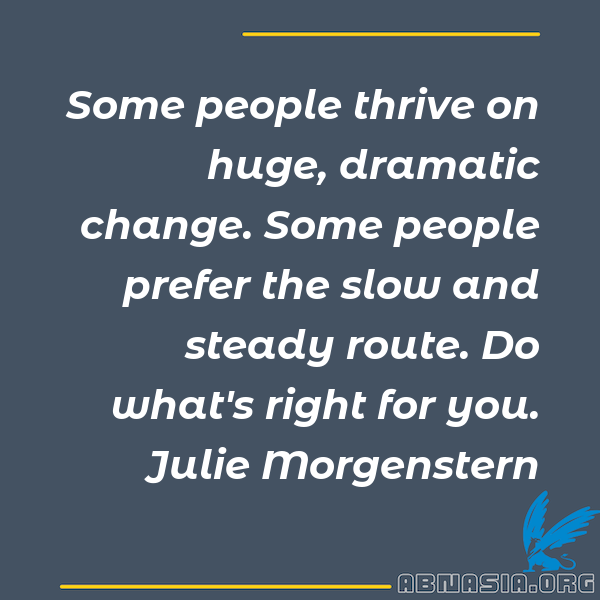 Some people thrive on
huge, dramatic
change. Some people
prefer the slow and
steady route. Do
what's right for you.
Julie Morgenstern
ABNASIA.ORG